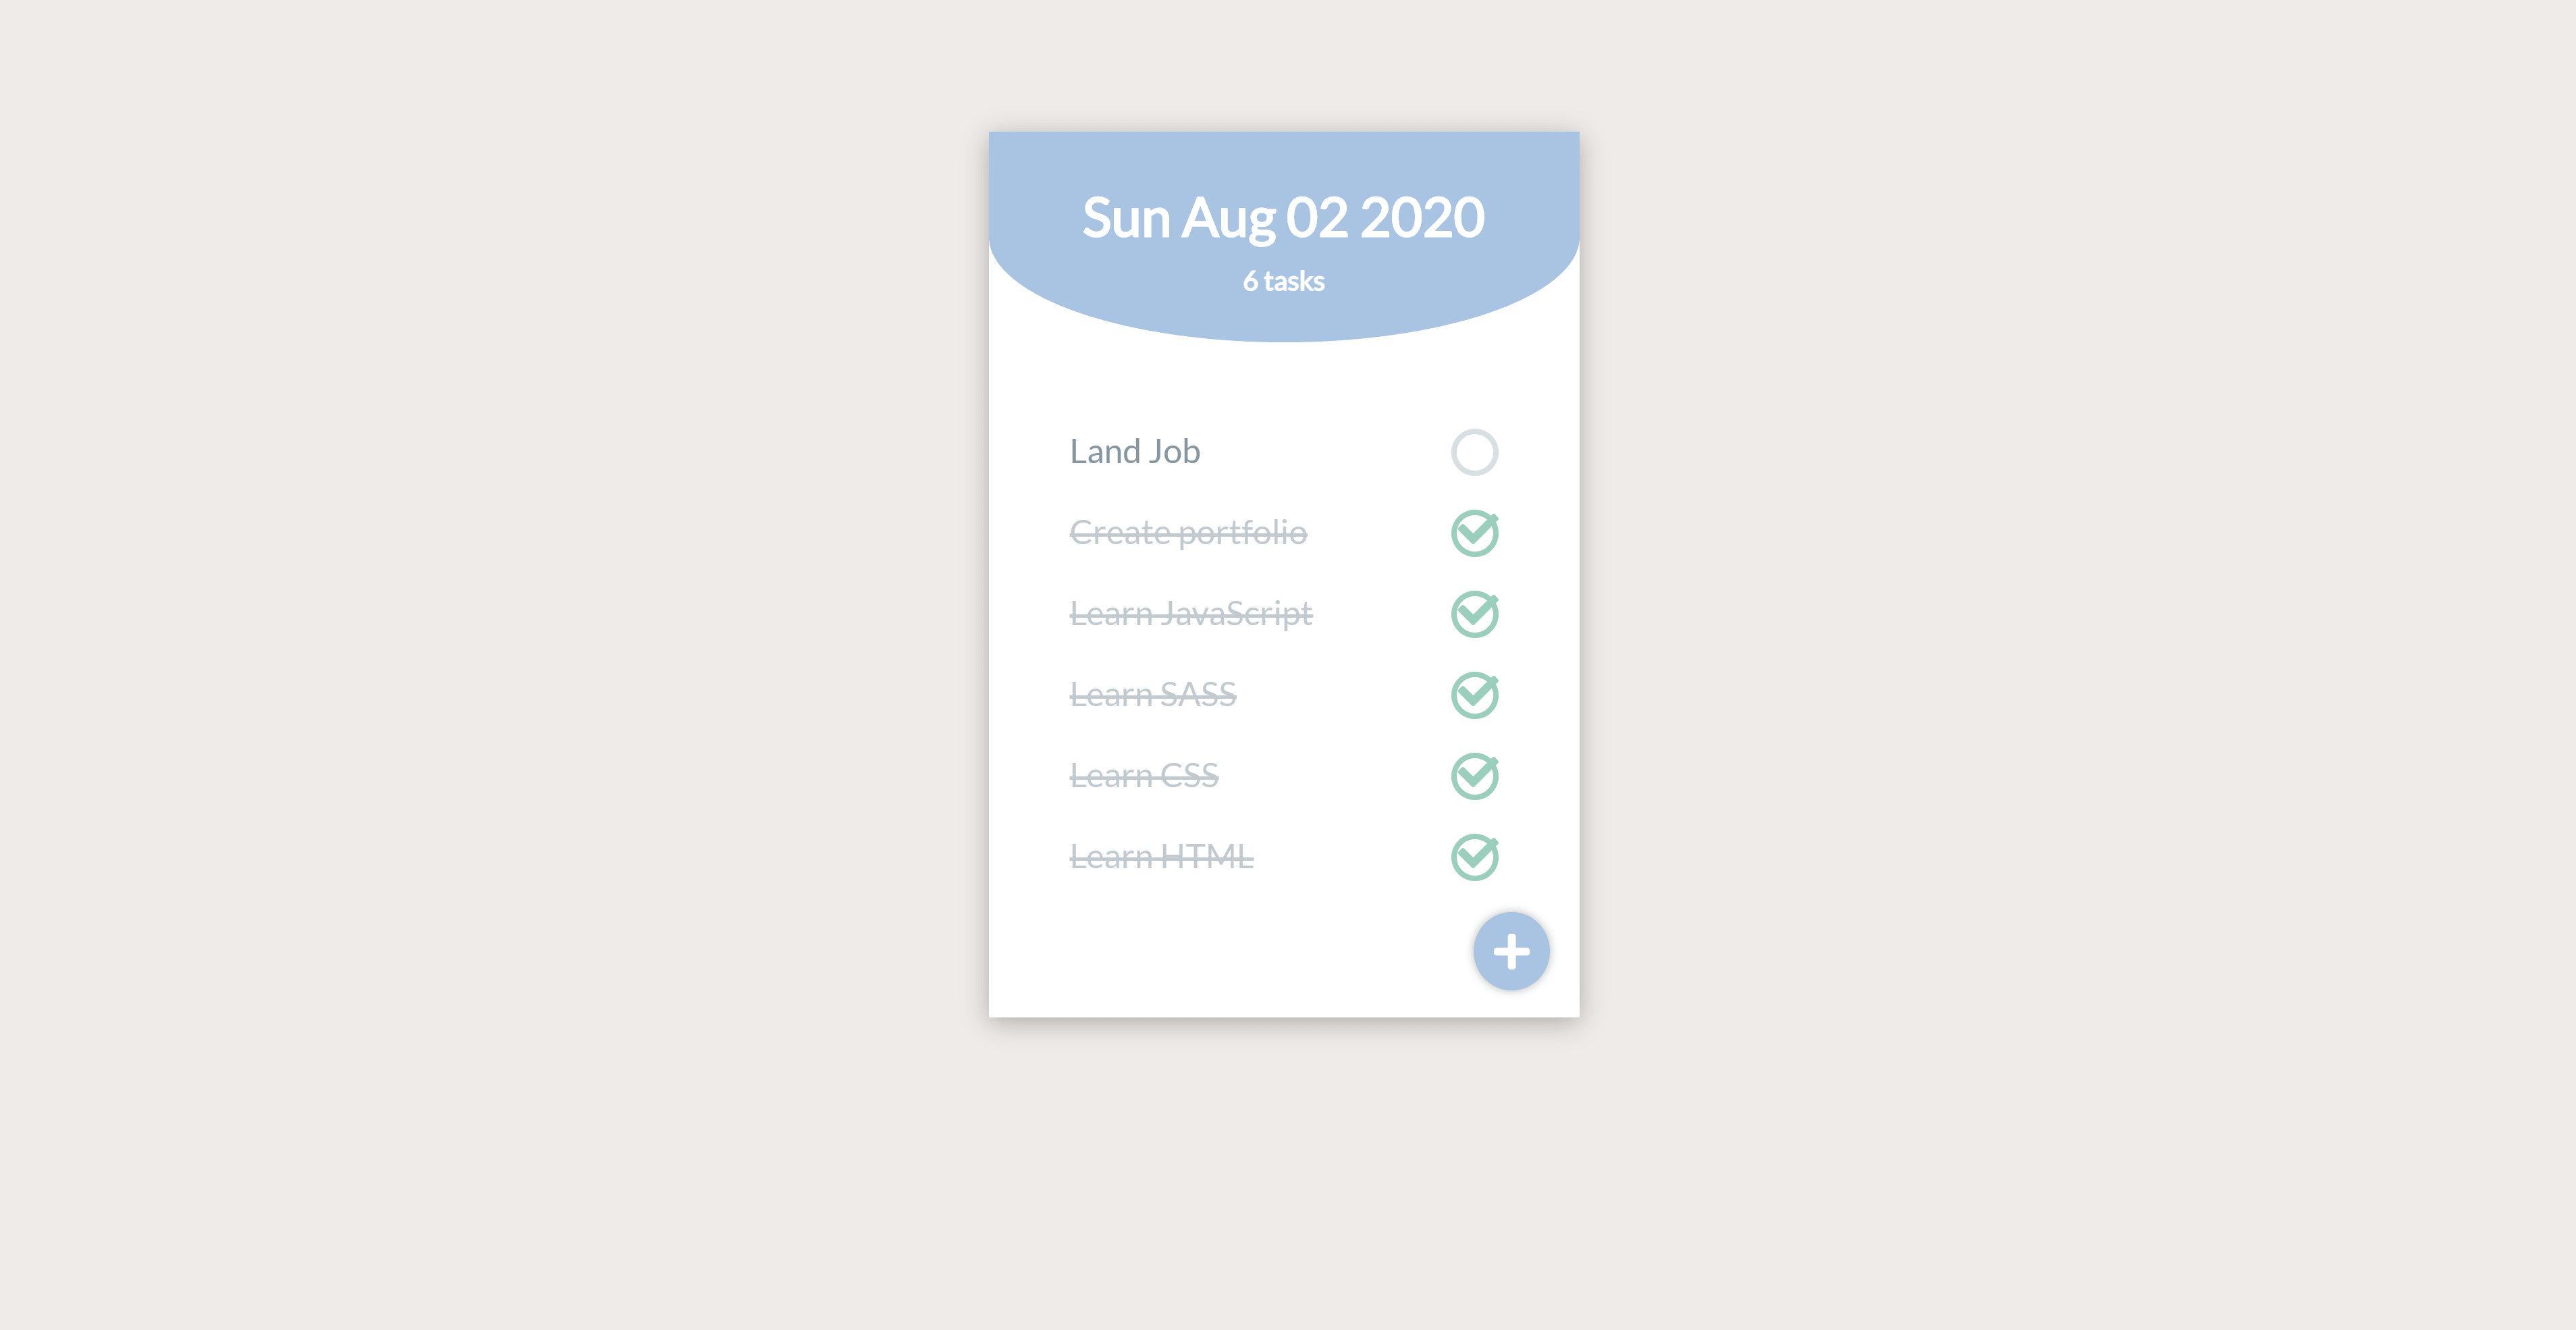 Sun Aug 02 2020
6 tasks
Land Job
Create portfolio
Learn JavaScript
Learn SASS
Learn CSS
Learn HTML